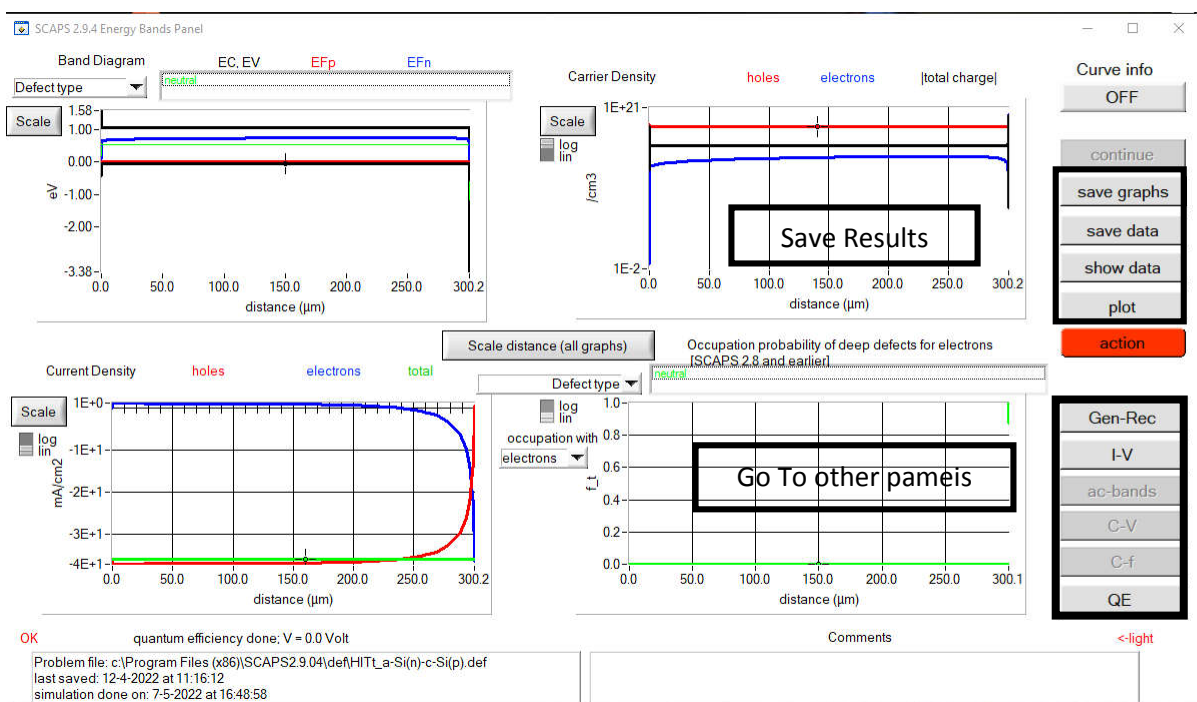 SCAPS 2.9.4 Energy Bands Panel
Band Diagram EC, EV EFp EFn
Defect type neutral
Scale
1.58
1.00
0.00
-1.00
-2.00
-3.38
eV
0.0 50.0 100.0 150.0 200.0 250.0 300.2
distance (µm)
Carrier Density holes electrons |total charge|
Scale
log
lin
1E+21
/cm3
1E-2
Save Results
0.0 50.0 100.0 150.0 200.0 250.0 300.2
distance (µm)
Curve info
OFF
continue
save graphs
save data
show data
plot
action
Scale distance (all graphs)
Current Density holes electrons total
Scale
log
lin
1E+0
-1E+1
-2E+1
-3E+1
-4E+1
mA/cm2
0.0 50.0 100.0 150.0 200.0 250.0 300.2
distance (µm)
Occupation probability of deep defects for electrons
[SCAPS 2.8 and earlier]
Defect type neutral
log
lin
occupation with
electrons
1.0
0.8
0.6
0.4
0.2
0.0
f_t
Go To other pameis
0.0 50.0 100.0 150.0 200.0 250.0 300.1
distance (µm)
Gen-Rec
I-V
ac-bands
C-V
C-f
QE
OK quantum efficiency done; V = 0.0 Volt
Comments <-light
Problem file: c:\Program Files (x86)\SCAPS2.9.04\def\HITt_a-Si(n)-c-Si(p).def
last saved: 12-4-2022 at 11:16:12
simulation done on: 7-5-2022 at 16:48:58